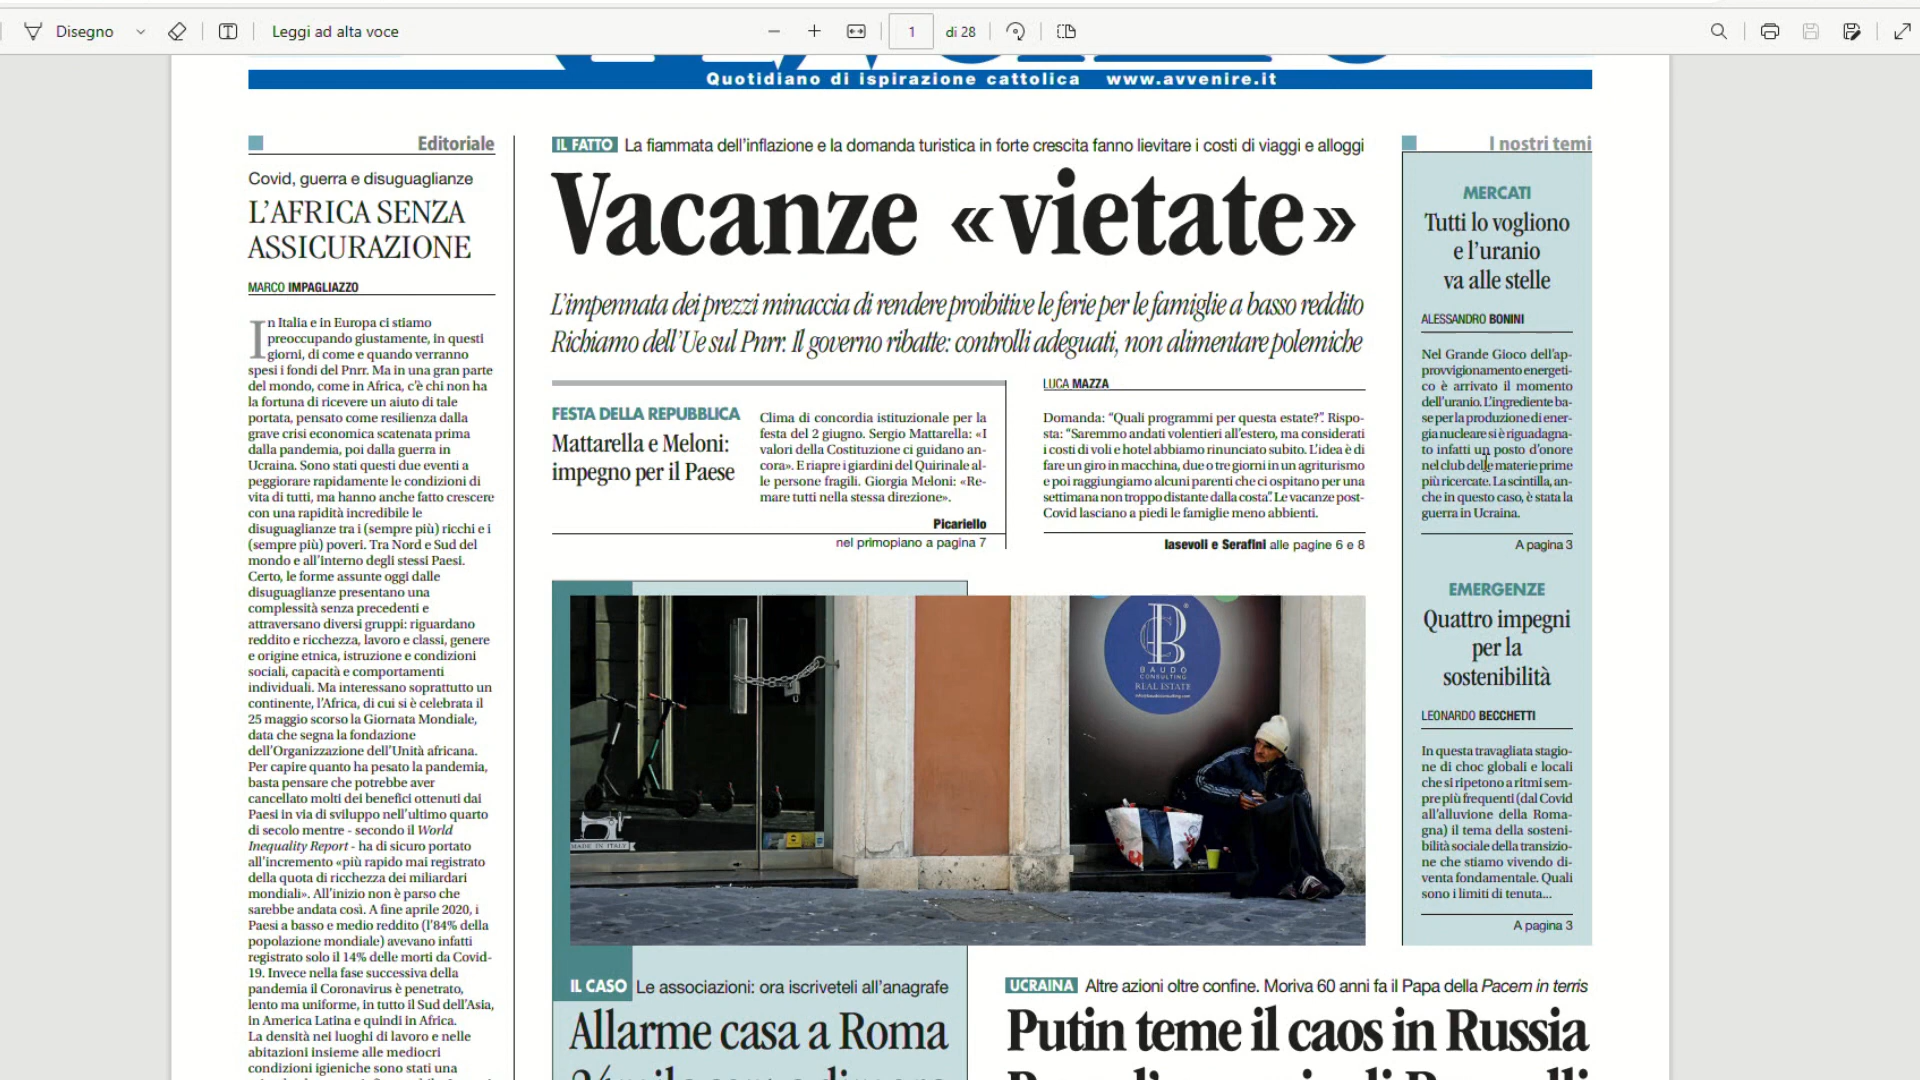 Disegno
Leggi ad alta voce
1
di 28
Quotidiano di ispirazione cattolica www.avvenire.it
Editoriale
Covid, guerra e disuguaglianze
L'AFRICA SENZA
ASSICURAZIONE
MARCO IMPAGLIAZZO
In Italia e in Europa ci stiamo
preoccupando giustamente, in questi
giorni, di come e quando verranno
spesi i fondi del Pnrr. Ma in una gran parte
del mondo, come in Africa, c'è chi non ha
la fortuna di ricevere un aiuto di tale
portata, pensato come resilienza dalla
grave crisi economica scatenata prima
dalla pandemia, poi dalla guerra in
Ucraina. Sono stati questi due eventi a
peggiorare rapidamente le condizioni di
vita di tutti, ma hanno anche fatto crescere
con una rapidità incredibile le
disuguaglianze tra i (sempre più) ricchi e i
(sempre più) poveri. Tra Nord e Sud del
mondo e all'interno degli stessi Paesi.
Certo, le forme assunte oggi dalle
disuguaglianze presentano una
complessità senza precedenti e
attraversano diversi gruppi: riguardano
reddito e ricchezza, lavoro e classi, genere
e origine etnica, istruzione e condizioni
sociali, capacità e comportamenti
individuali. Ma interessano soprattutto un
continente, l'Africa, di cui si è celebrata il
25 maggio scorso la Giornata Mondiale,
data che segna la fondazione
dell'Organizzazione dell'Unità africana.
Per capire quanto ha pesato la pandemia,
basta pensare che potrebbe aver
cancellato molti dei benefici ottenuti dai
Paesi in via di sviluppo nell'ultimo quarto
di secolo mentre - secondo il World
Inequality Report - ha di sicuro portato
all'incremento «più rapido mai registrato
della quota di ricchezza dei miliardari
mondiali». All'inizio non è parso che
sarebbe andata così. A fine aprile 2020, i
Paesi a basso e medio reddito (l'84% della
popolazione mondiale) avevano infatti
registrato solo il 14% delle morti da Covid-
19. Invece nella fase successiva della
pandemia il Coronavirus è penetrato,
lento ma uniforme, in tutto il Sud dell'Asia,
in America Latina e quindi in Africa.
La densità nei luoghi di lavoro e nelle
abitazioni insieme alle mediocri
condizioni igieniche sono stati una
IL FATTO La fiammata dell'inflazione e la domanda turistica in forte crescita fanno lievitare i costi di viaggi e alloggi
Vacanze «vietate»
L'impennata dei prezzi minaccia di rendere proibitive le ferie per le famiglie a basso reddito
Richiamo dell'Ue sul Pnrr. Il governo ribatte: controlli adeguati, non alimentare polemiche
FESTA DELLA REPUBBLICA
Mattarella e Meloni:
impegno per il Paese
Clima di concordia istituzionale per la
festa del 2 giugno. Sergio Mattarella: «I
valori della Costituzione ci guidano an-
cora». E riapre i giardini del Quirinale al-
le persone fragili. Giorgia Meloni: «Re-
mare tutti nella stessa direzione».
Picariello
nel primopiano a pagina 7
LUCA MAZZA
Domanda: "Quali programmi per questa estate?". Rispo-
sta: "Saremmo andati volentieri all'estero, ma considerati
i costi di voli e hotel abbiamo rinunciato subito. L'idea è di
fare un giro in macchina, due o tre giorni in un agriturismo
e poi raggiungiamo alcuni parenti che ci ospitano per una
settimana non troppo distante dalla costa". Le vacanze post-
Covid lasciano a piedi le famiglie meno abbienti.
Iasevoli e Serafini alle pagine 6 e 8
B
BAUDO
CONSULTING
REAL ESTATE
MADE IN ITALY
IL CASO Le associazioni: ora iscriveteli all'anagrafe
Allarme casa a Roma
UCRAINA Altre azioni oltre confine. Moriva 60 anni fa il Papa della Pacem in terris
Putin teme il caos in Russia
I nostri temi
MERCATI
Tutti lo vogliono
e l'uranio
va alle stelle
ALESSANDRO BONINI
Nel Grande Gioco dell'ap-
provvigionamento energeti-
co è arrivato il momento
dell'uranio. L'ingrediente ba-
se per la produzione di ener-
gia nucleare si è riguadagna-
to infatti un posto d'onore
nel club delle materie prime
più ricercate. La scintilla, an-
che in questo caso, è stata la
guerra in Ucraina.
A pagina 3
EMERGENZE
Quattro impegni
per la
sostenibilità
LEONARDO BECCHETTI
In questa travagliata stagio-
ne di choc globali e locali
che si ripetono a ritmi sem-
pre più frequenti (dal Covid
all'alluvione della Roma-
gna) il tema della sosteni-
bilità sociale della transizio-
ne che stiamo vivendo di-
venta fondamentale. Quali
sono i limiti di tenuta...
A pagina 3